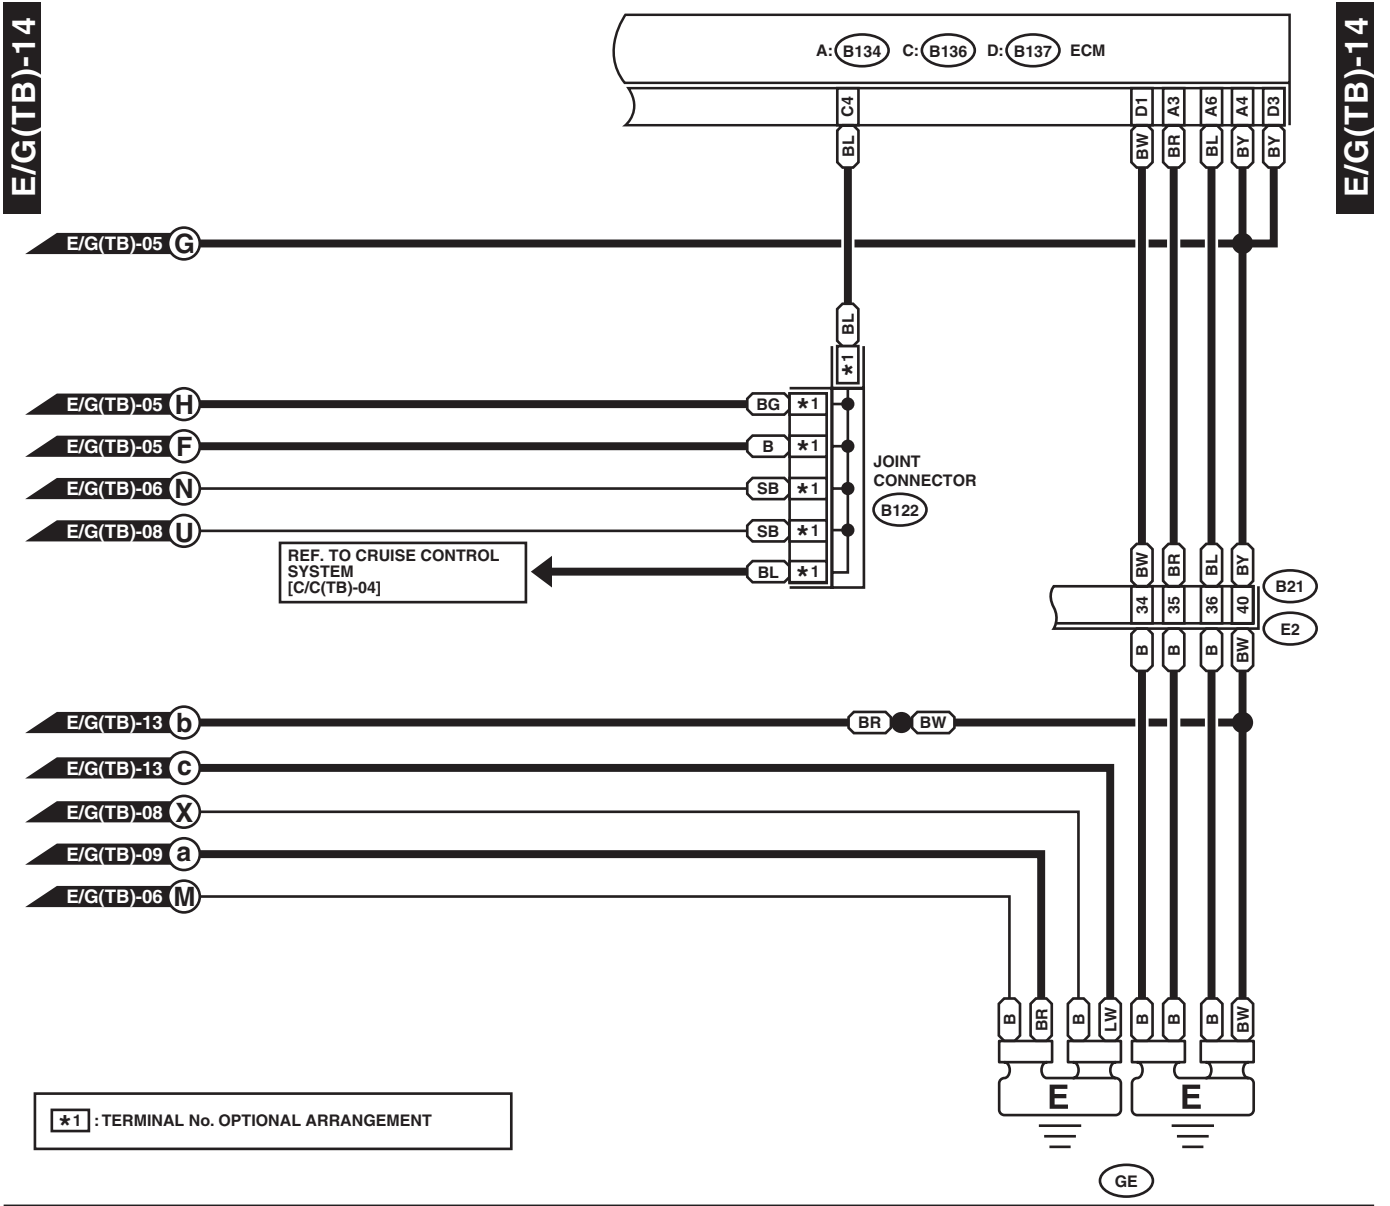 E/G(TB)-14
E/G(TB)-14
A: B134 C: B136 D: B137 ECM
C4 D1 A3 A6 A4 D3
BL BW BR BL BY BY
E/G(TB)-05 G
BL
*1
E/G(TB)-05 H BG *1
E/G(TB)-05 F B *1
JOINT
CONNECTOR
B122
E/G(TB)-06 N SB *1
E/G(TB)-08 U SB *1
REF. TO CRUISE CONTROL
SYSTEM
[C/C(TB)-04]
BL *1
BW BR BL BY
34 35 36 40
B21
E2
B B B BW
E/G(TB)-13 b BR BW
E/G(TB)-13 c
E/G(TB)-08 X
E/G(TB)-09 a
E/G(TB)-06 M
B BR B LW B B B BW
E E
*1 : TERMINAL No. OPTIONAL ARRANGEMENT
GE